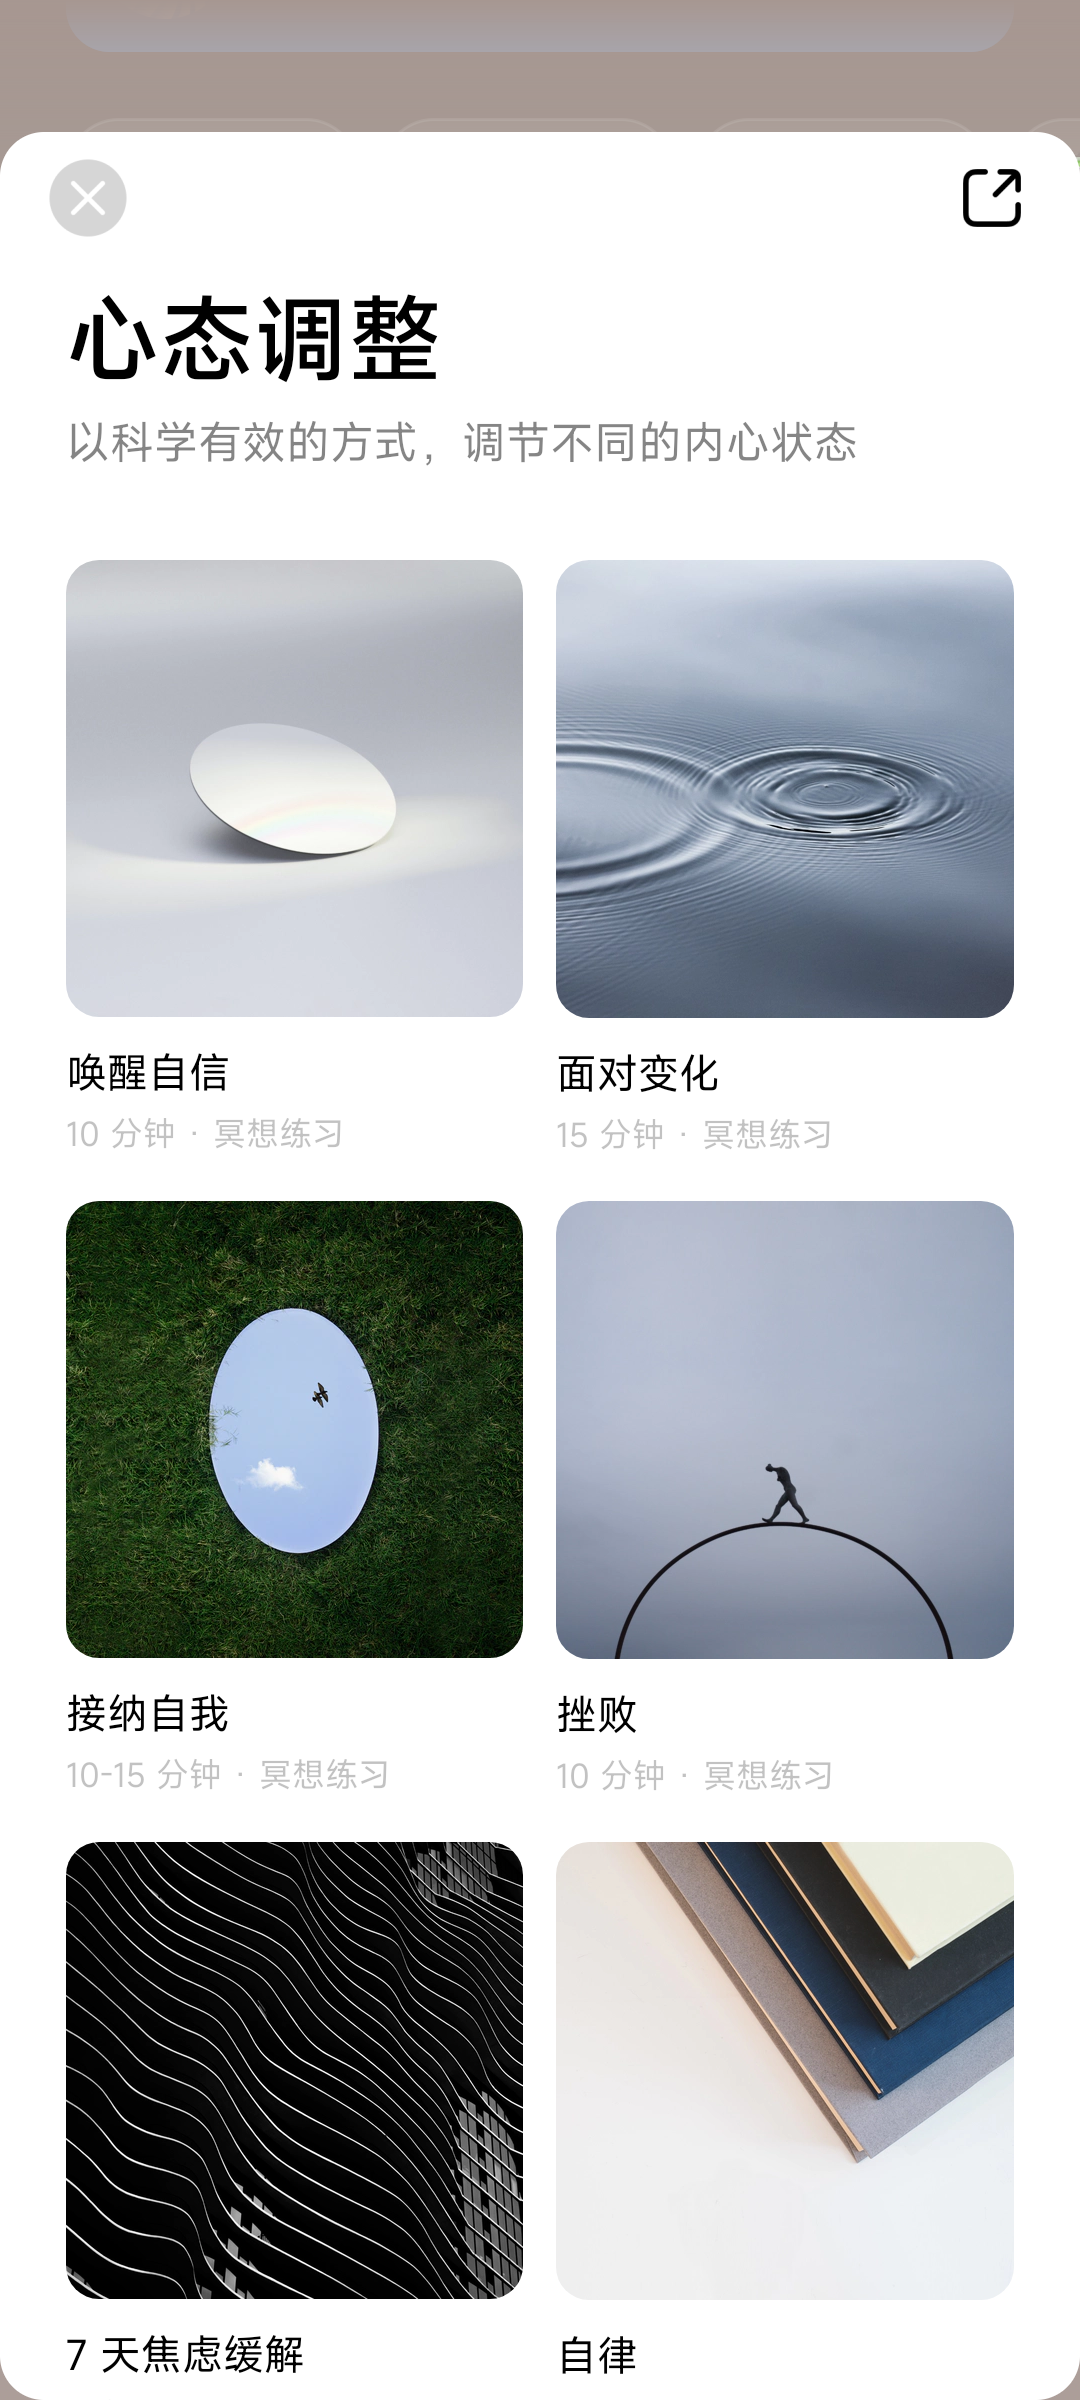 心态调整
以科学有效的方式，调节不同的内心状态
唤醒自信
10 分钟 · 冥想练习
面对变化
15 分钟 · 冥想练习
接纳自我
10-15 分钟 · 冥想练习
挫败
10 分钟 · 冥想练习
7 天焦虑缓解
自律